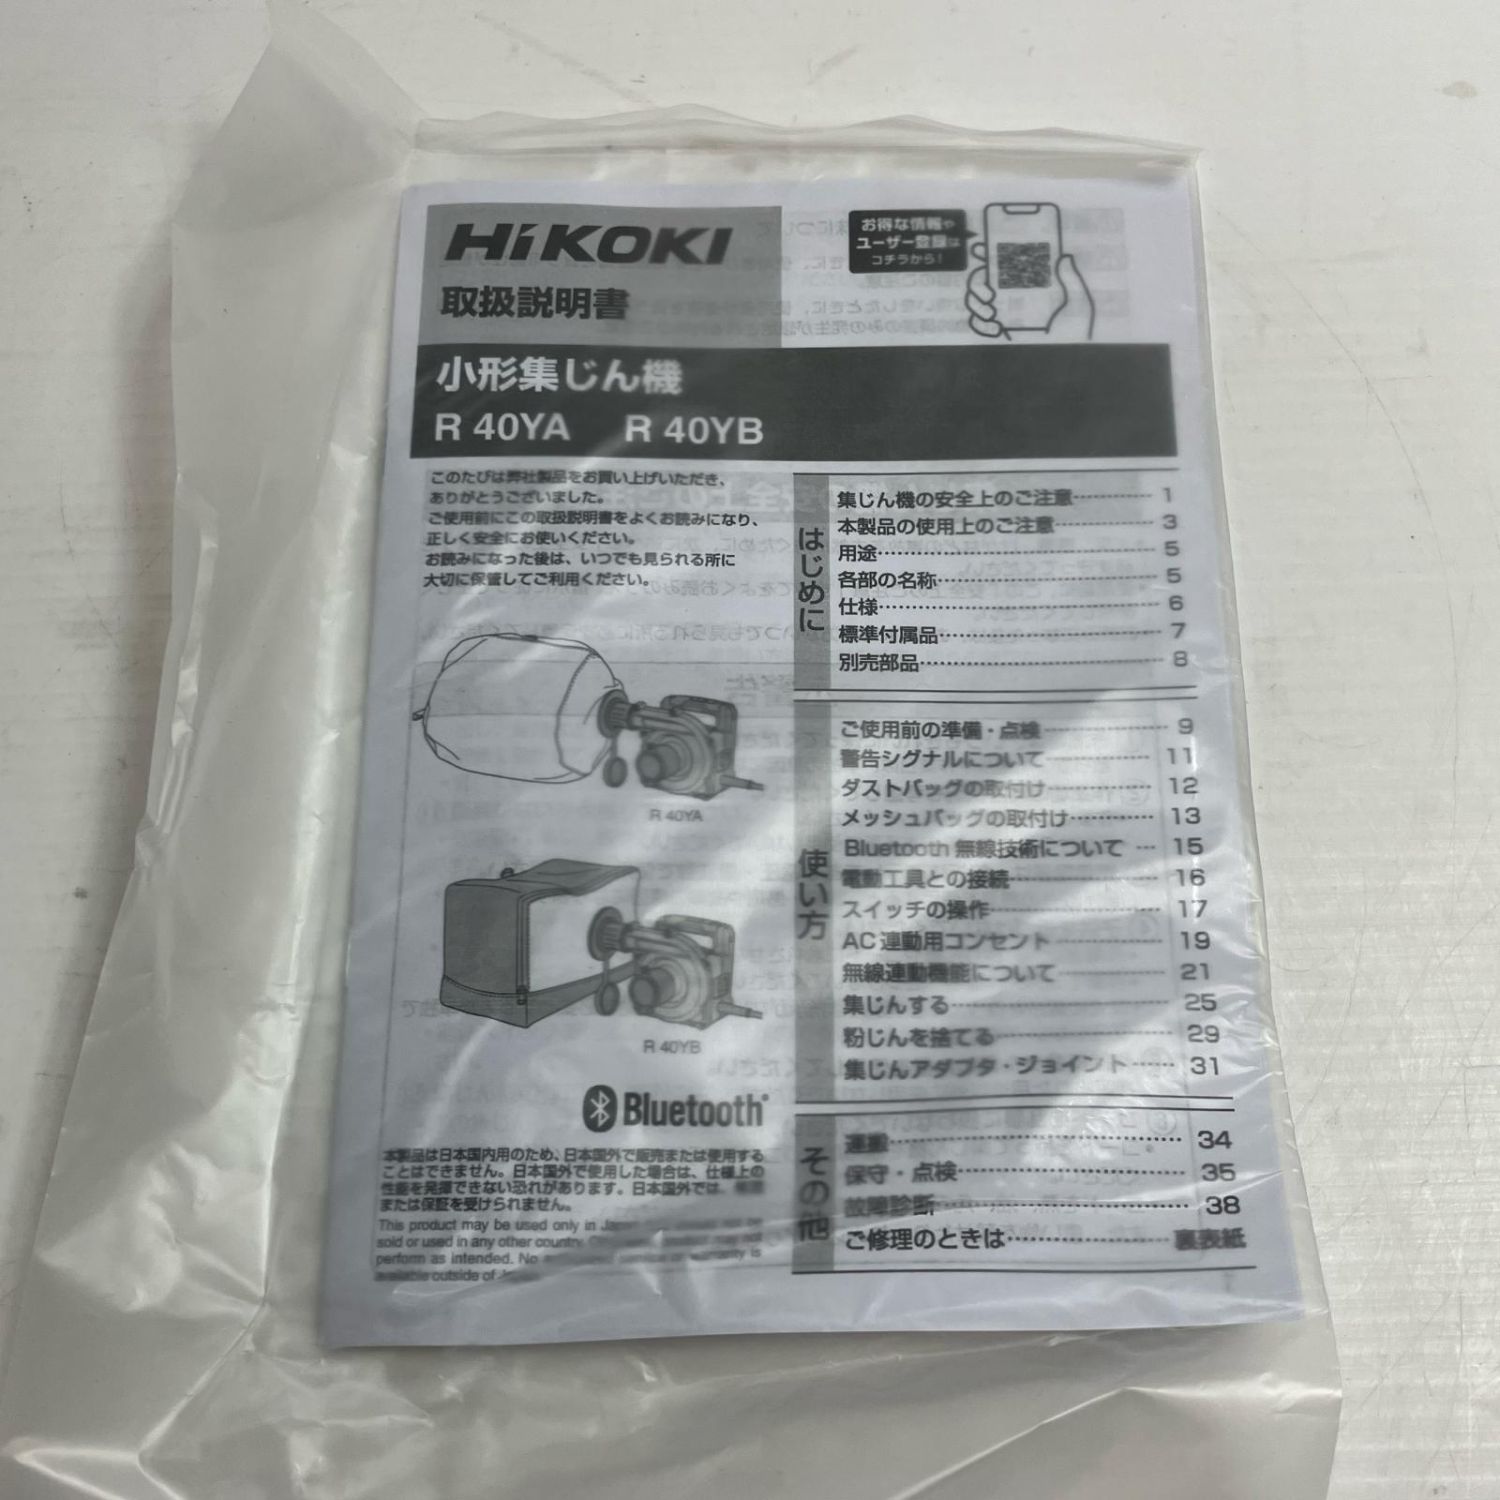 HiKOKI
取扱説明書
お得な情報や
ユーザー登録は
コチラから!
小形集じん機
R 40YA R 40YB
このたびは弊社製品をお買い上げいただき、
ありがとうございました。
ご使用前にこの取扱説明書をよくお読みになり、
正しく安全にお使いください。
お読みになった後は、いつでも見られる所に
大切に保管してご利用ください。
R 40YA
R 40YB
Bluetooth
本製品は日本国内用のため、日本国外で販売または使用する
ことはできません。日本国外で使用した場合は、仕様上の
性能を発揮できない恐れがあります。日本国外では、
または保証を受けられません。
This product may be used only in Japan
sold or used in any other country. may not
perform as intended. No warranty is
available outside of Japan
はじめに
集じん機の安全上のご注意 1
本製品の使用上のご注意 3
用途 5
各部の名称 5
仕様 6
標準付属品 7
別売部品 8
使い方
ご使用前の準備・点検 9
警告シグナルについて 11
ダストバッグの取付け 12
メッシュバッグの取付け 13
Bluetooth 無線技術について 15
電動工具との接続 16
スイッチの操作 17
AC 連動用コンセント 19
無線連動機能について 21
集じんする 25
粉じんを捨てる 29
集じんアダプタ・ジョイント 31
その他
運搬 34
保守・点検 35
故障診断 38
ご修理のときは 裏表紙